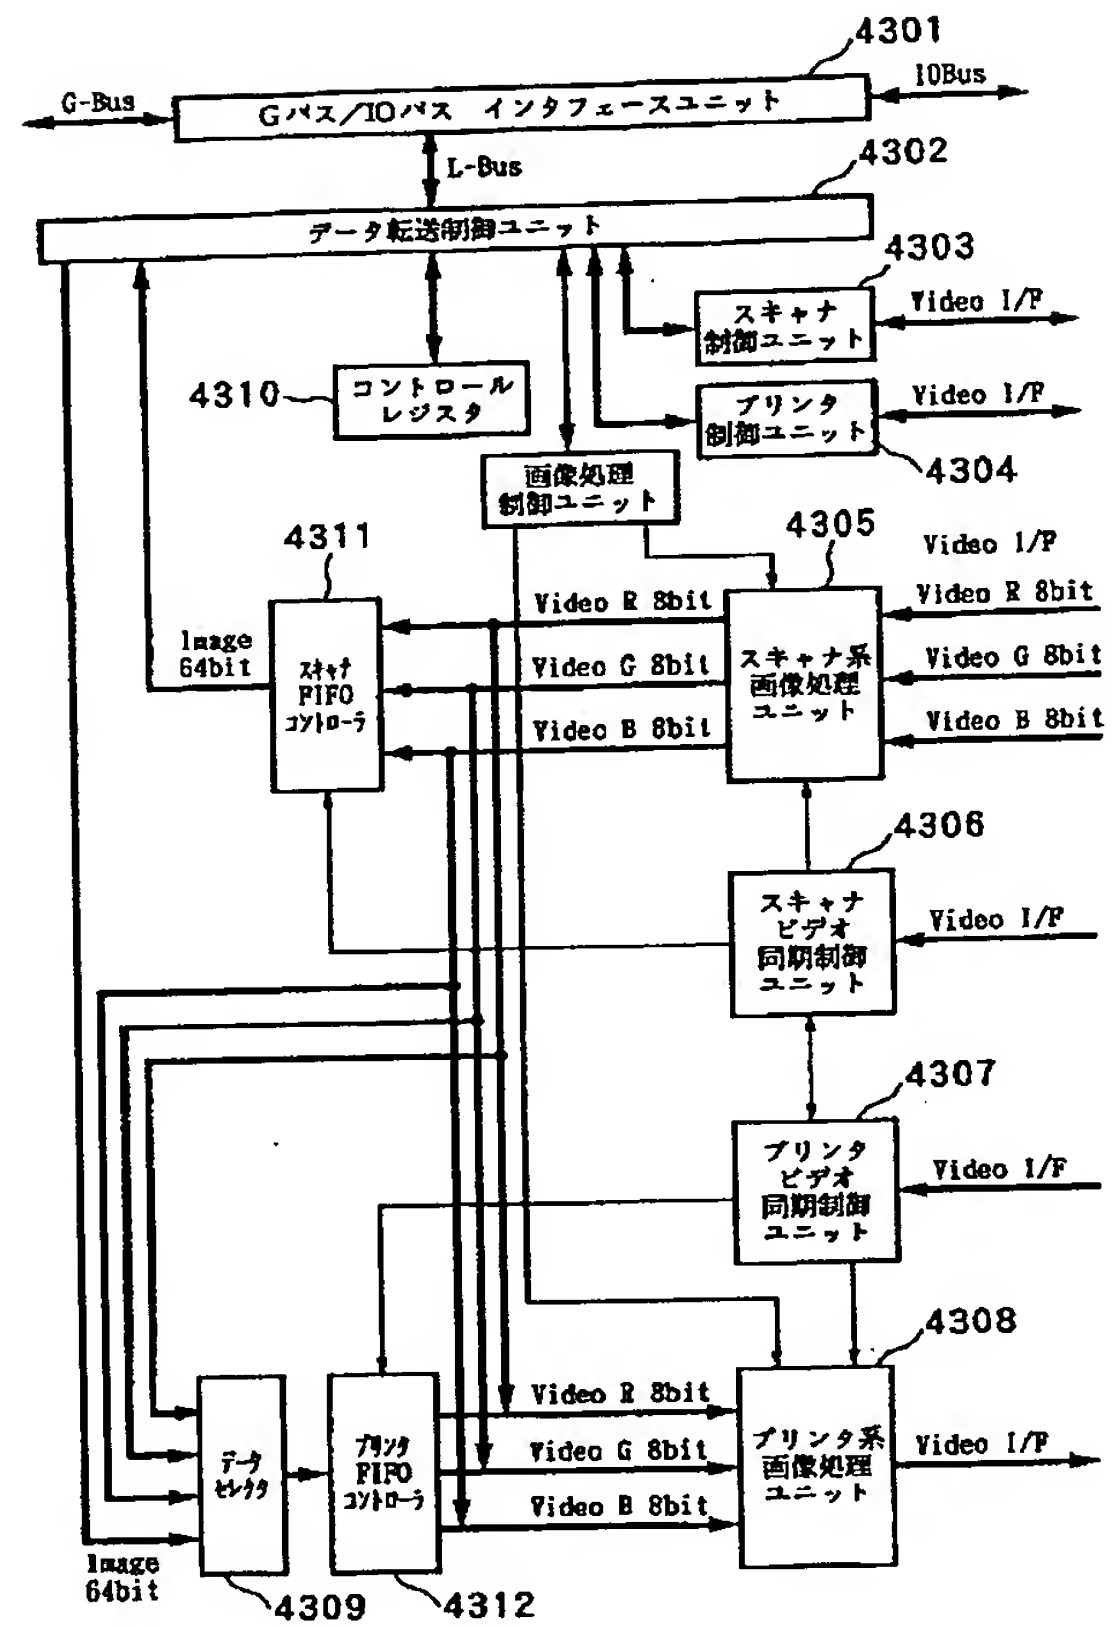 4301
G-Bus
Gバス/IOバス インタフェースユニット
IOBus
L-Bus
4302
データ転送制御ユニット
4303
スキャナ
制御ユニット
Video I/F
4310
コントロール
レジスタ
プリンタ
制御ユニット
Video I/F
4304
画像処理
制御ユニット
4311
4305
Video I/F
Image
64bit
スキャナ
FIFO
コントローラ
Video R 8bit
Video G 8bit
Video B 8bit
スキャナ系
画像処理
ユニット
Video R 8bit
Video G 8bit
Video B 8bit
4306
スキャナ
ビデオ
同期制御
ユニット
Video I/F
4307
プリンタ
ビデオ
同期制御
ユニット
Video I/F
4308
データ
セレクタ
プリンタ
FIFO
コントローラ
Video R 8bit
Video G 8bit
Video B 8bit
プリンタ系
画像処理
ユニット
Video I/F
Image
64bit
4309
4312